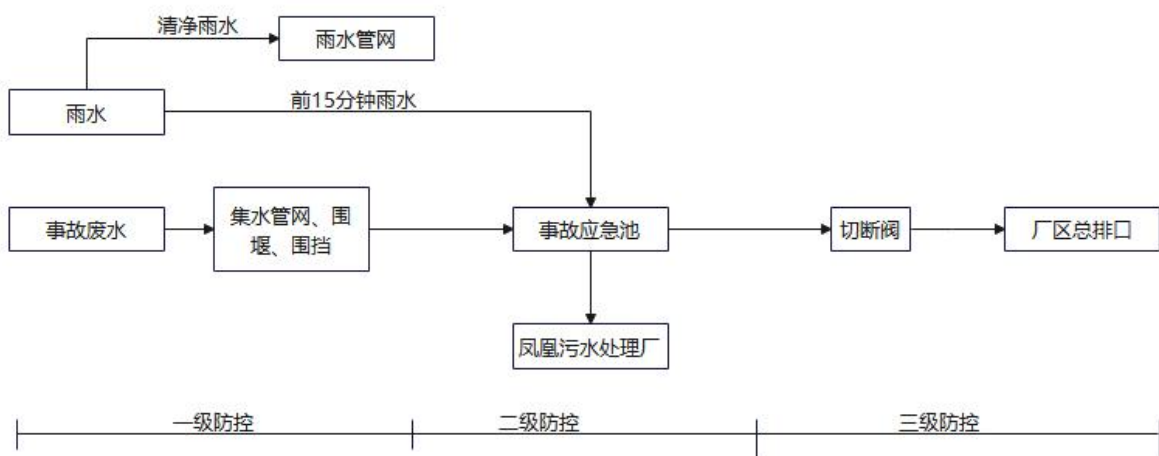 清净雨水
雨水管网
雨水
前15分钟雨水
事故废水
集水管网、围
堰、围挡
事故应急池
切断阀
厂区总排口
凤凰污水处理厂
一级防控
二级防控
三级防控